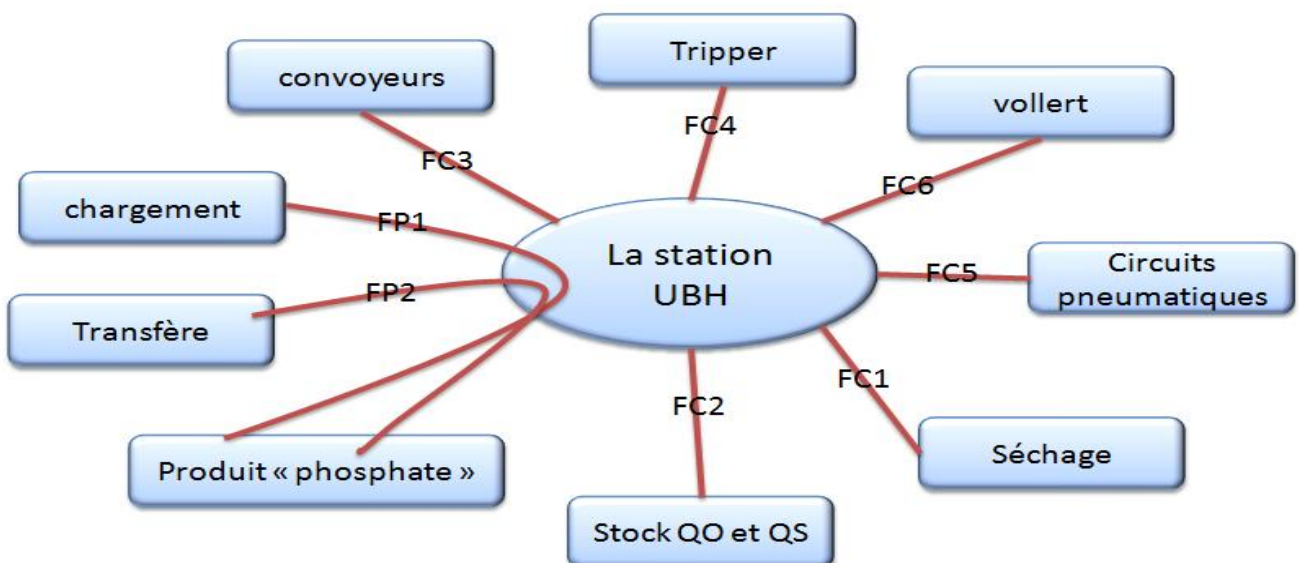 Tripper
convoyeurs
vollert
FC4
FC3
FC6
chargement
FP1
La station
UBH
FC5
Circuits
pneumatiques
FP2
Transfère
FC1
FC2
Produit « phosphate »
Séchage
Stock QO et QS